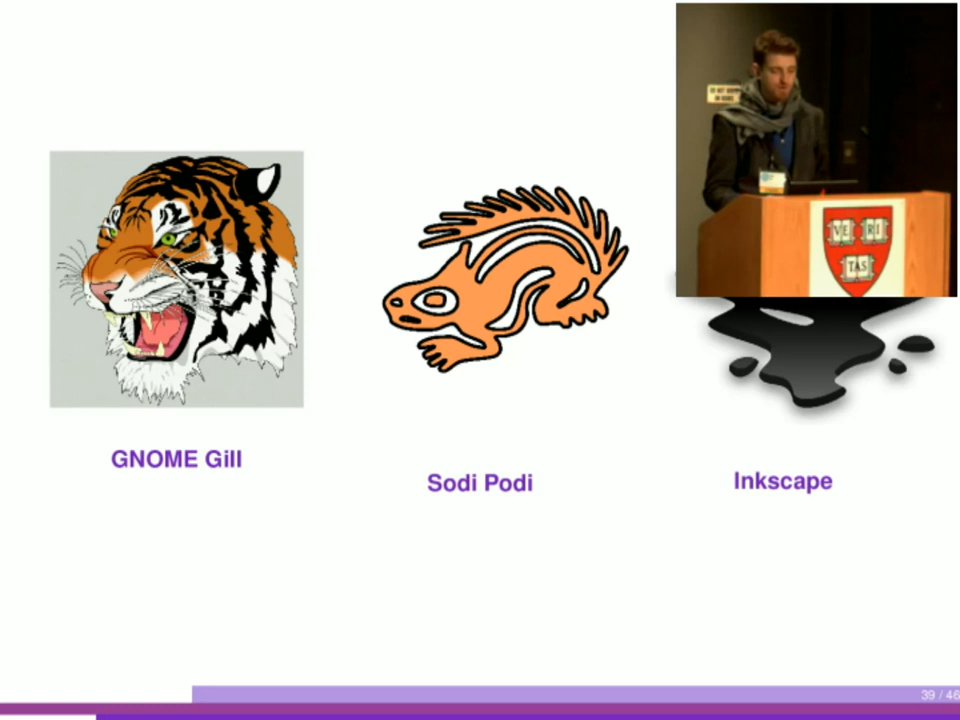 VE RI
TAS
GNOME Gill
Sodi Podi
Inkscape
39 / 46